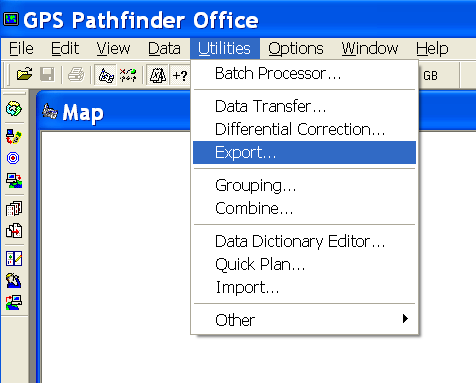 GPS Pathfinder Office
File Edit View Data Utilities Options Window Help
+? GB
Map
Batch Processor...
Data Transfer...
Differential Correction...
Export...
Grouping...
Combine...
Data Dictionary Editor...
Quick Plan...
Import...
Other